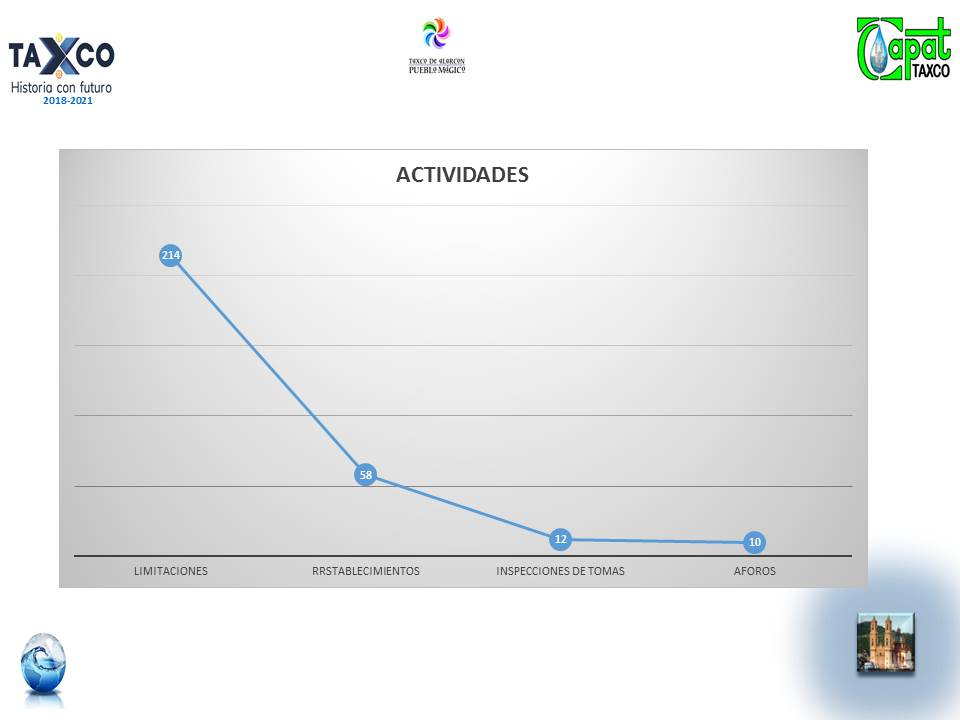 TAXCO
Historia con futuro
2018-2021
TAXCO DE ALARCON
PUEBLO MÁGICO
Capat
TAXCO
ACTIVIDADES
214
58
12
10
LIMITACIONES
RRSTABLECIMIENTOS
INSPECCIONES DE TOMAS
AFOROS